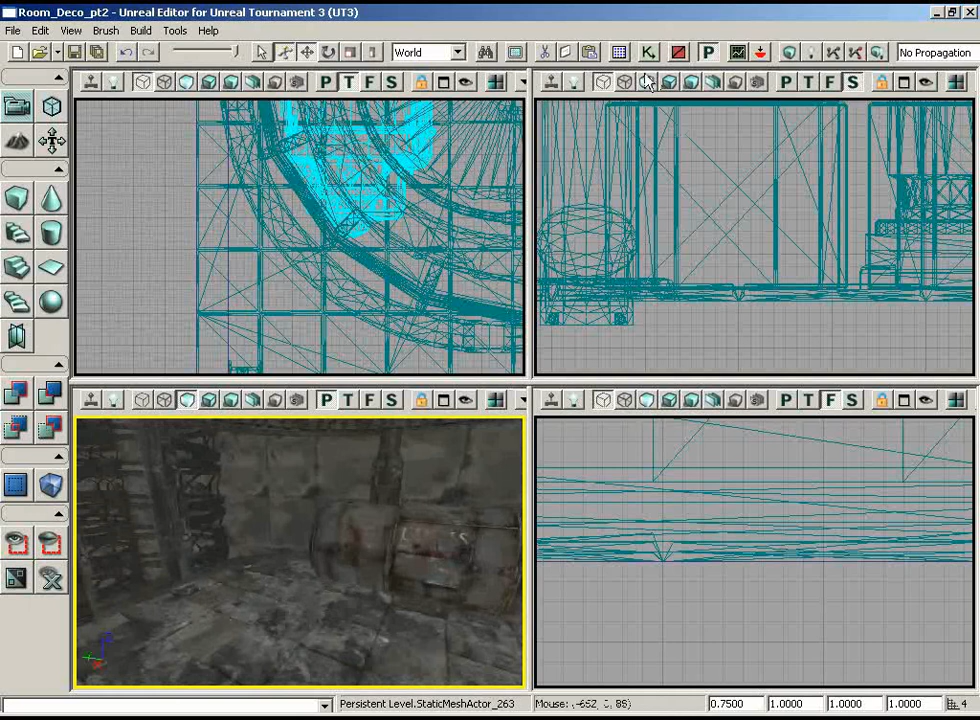 Room_Deco_pt2 - Unreal Editor for Unreal Tournament 3 (UT3)
File Edit View Brush Build Tools Help
World P No Propagation
P T F S P T F S
P T F S P T F S
Persistent Level.StaticMeshActor_263 0.7500 1.0000 1.0000 1.0000 4